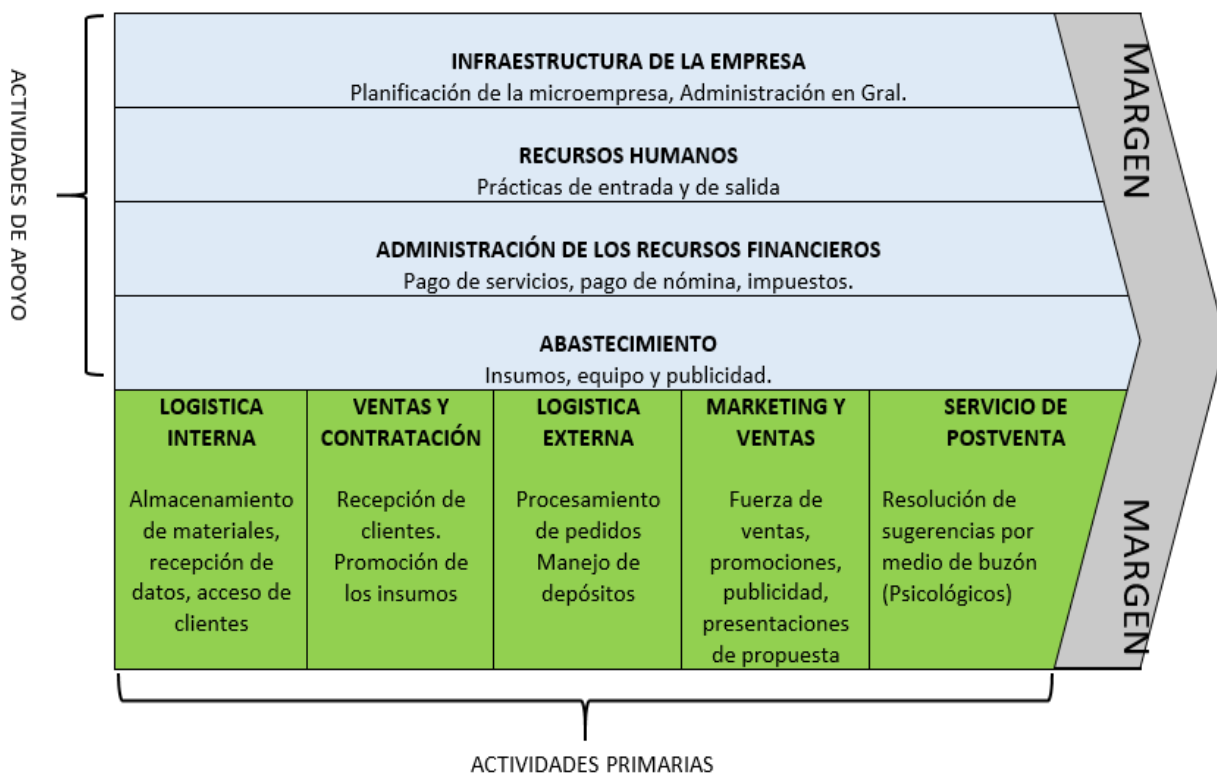 ACTIVIDADES DE APOYO
INFRAESTRUCTURA DE LA EMPRESA
Planificación de la microempresa, Administración en Gral.
RECURSOS HUMANOS
Prácticas de entrada y de salida
ADMINISTRACIÓN DE LOS RECURSOS FINANCIEROS
Pago de servicios, pago de nómina, impuestos.
ABASTECIMIENTO
Insumos, equipo y publicidad.
MARGEN
LOGISTICA
INTERNA
Almacenamiento
de materiales,
recepción de
datos, acceso de
clientes
VENTAS Y
CONTRATACIÓN
Recepción de
clientes.
Promoción de
los insumos
LOGISTICA
EXTERNA
Procesamiento
de pedidos
Manejo de
depósitos
MARKETING Y
VENTAS
Fuerza de
ventas,
promociones,
publicidad,
presentaciones
de propuesta
SERVICIO DE
POSTVENTA
Resolución de
sugerencias por
medio de buzón
(Psicológicos)
MARGEN
ACTIVIDADES PRIMARIAS